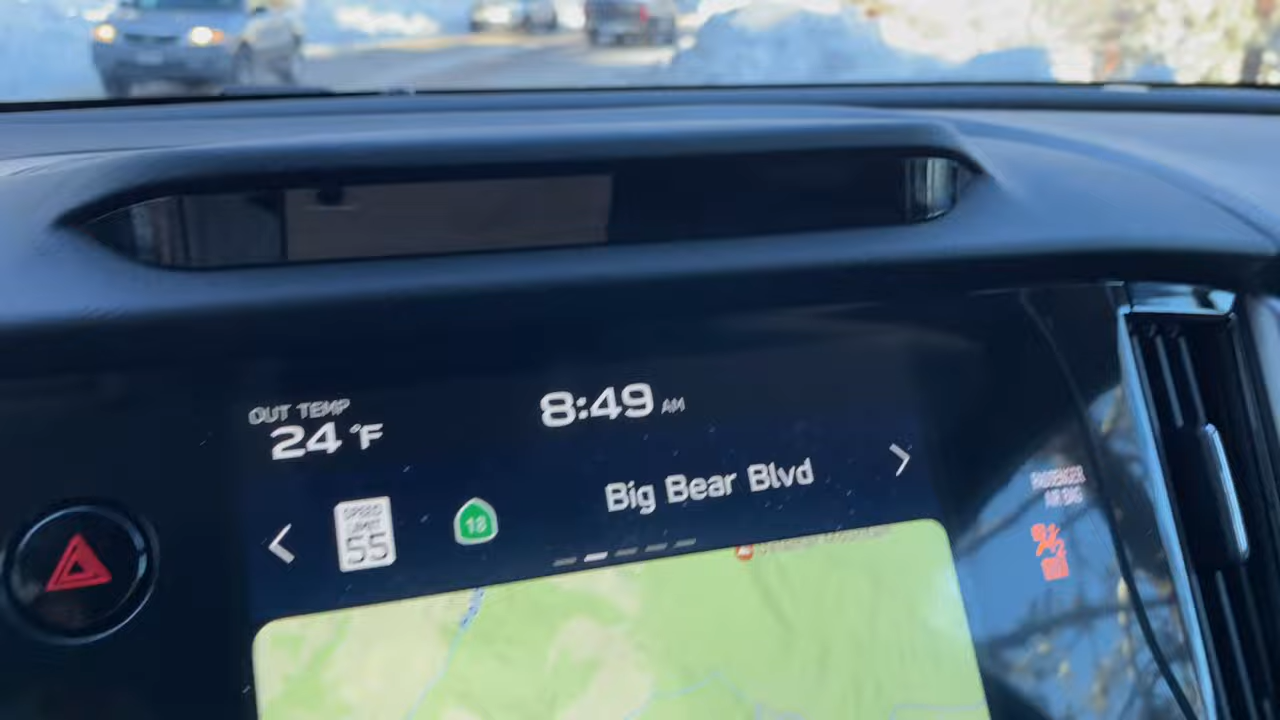 OUT TEMP
24 °F
8:49 AM
Big Bear Blvd
SPEED
LIMIT
55
18
PASSENGER
AIR BAG